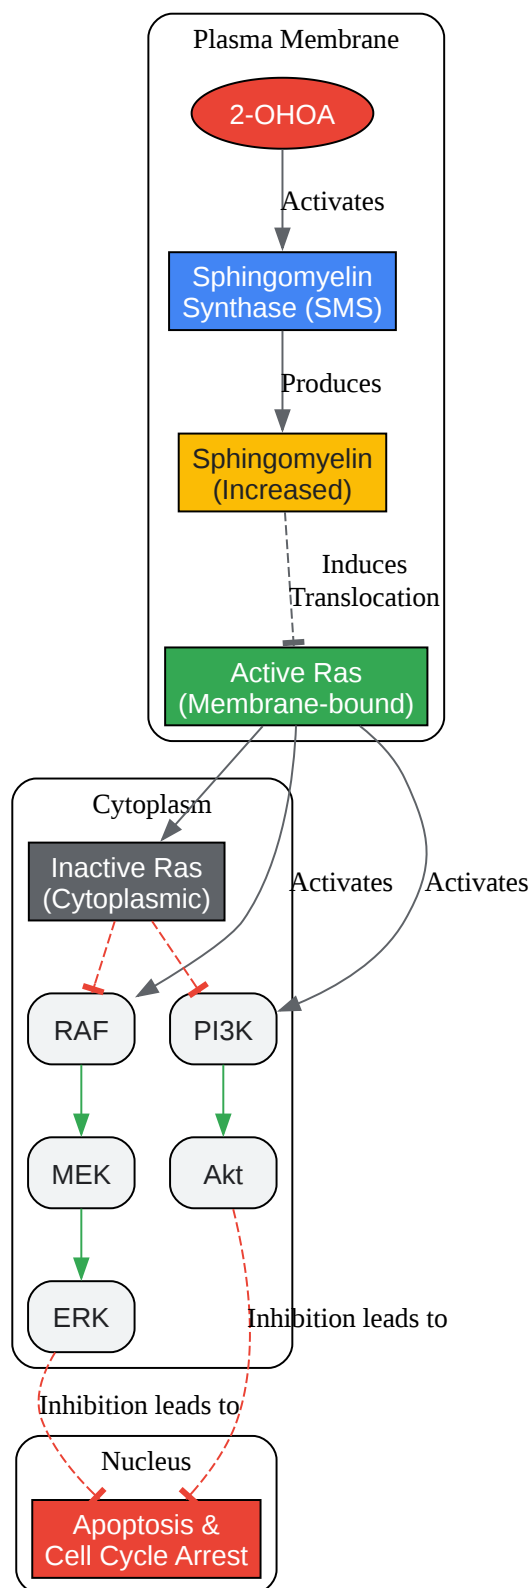 Plasma Membrane
2-OHOA
Activates
Sphingomyelin
Synthase (SMS)
Produces
Sphingomyelin
(Increased)
Induces
Translocation
Active Ras
(Membrane-bound)
Cytoplasm
Inactive Ras
(Cytoplasmic)
Activates
Activates
RAF
PI3K
MEK
Akt
ERK
Inhibition leads to
Inhibition leads to
Nucleus
Apoptosis &
Cell Cycle Arrest